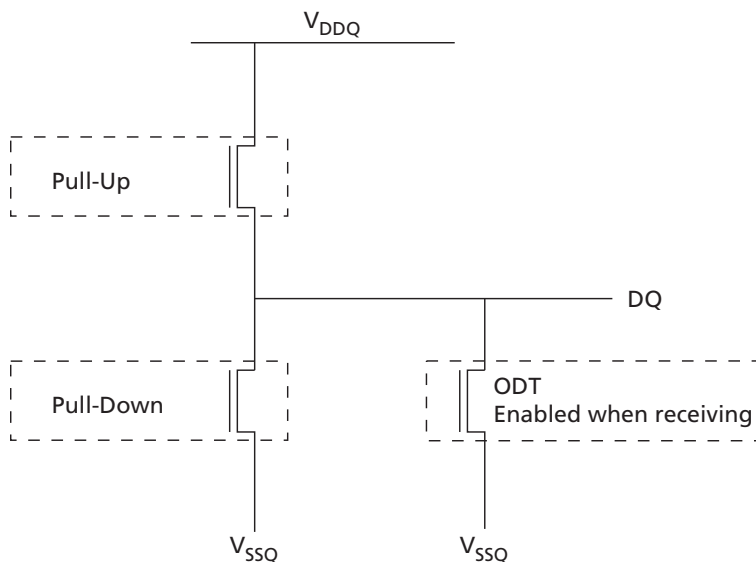 VDDQ
Pull-Up
DQ
Pull-Down
ODT
Enabled when receiving
VSSQ
VSSQ